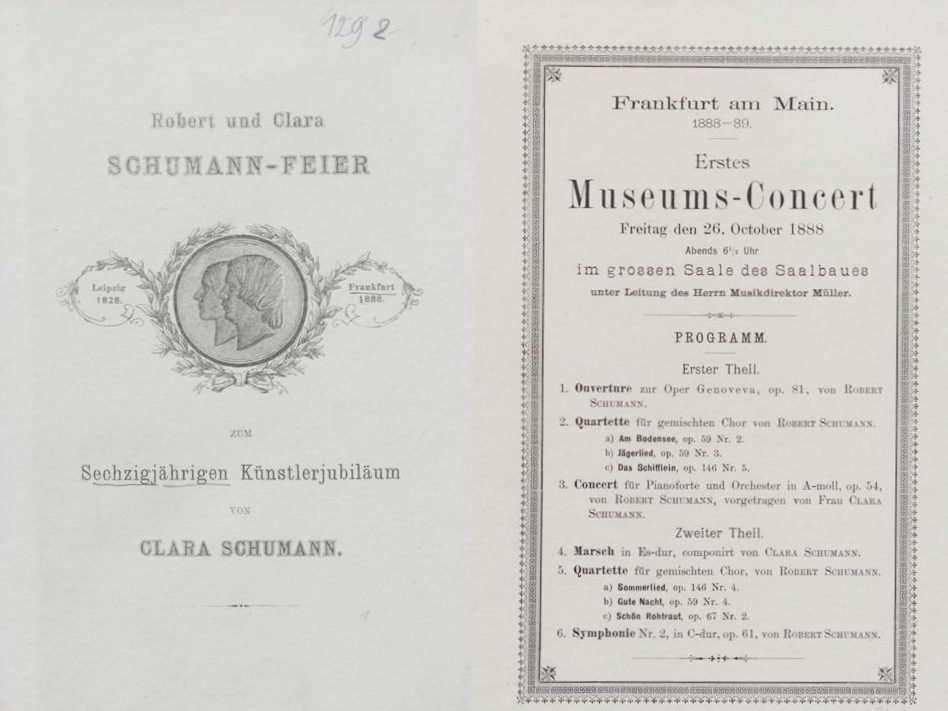 1292
Robert und Clara
SCHUMANN-FEIER
Leipzig
1828.
Frankfurt
1888.
ZUM
Sechzigjährigen Künstlerjubiläum
VON
CLARA SCHUMANN.
Frankfurt am Main.
1888-89.
Erstes
Museums-Concert
Freitag den 26. October 1888
Abends 6½ Uhr
im grossen Saale des Saalbaues
unter Leitung des Herrn Musikdirektor Müller.
PROGRAMM.
Erster Theil.
1. Ouverture zur Oper Genoveva, op. 81, von ROBERT
SCHUMANN.
2. Quartette für gemischten Chor von ROBERT SCHUMANN.
a) Am Bodensee, op. 59 Nr. 2.
b) Jägerlied, op. 59 Nr. 3.
c) Das Schifflein, op. 146 Nr. 5.
3. Concert für Pianoforte und Orchester in A-moll, op. 54,
von ROBERT SCHUMANN, vorgetragen von Frau CLARA
SCHUMANN.
Zweiter Theil.
4. Marsch in Es-dur, componirt von CLARA SCHUMANN.
5. Quartette für gemischten Chor, von ROBERT SCHUMANN.
a) Sommerlied, op. 146 Nr. 4.
b) Gute Nacht, op. 59 Nr. 4.
c) Schön Rohtraut, op. 67 Nr. 2.
6. Symphonie Nr. 2, in C-dur, op. 61, von ROBERT SCHUMANN.